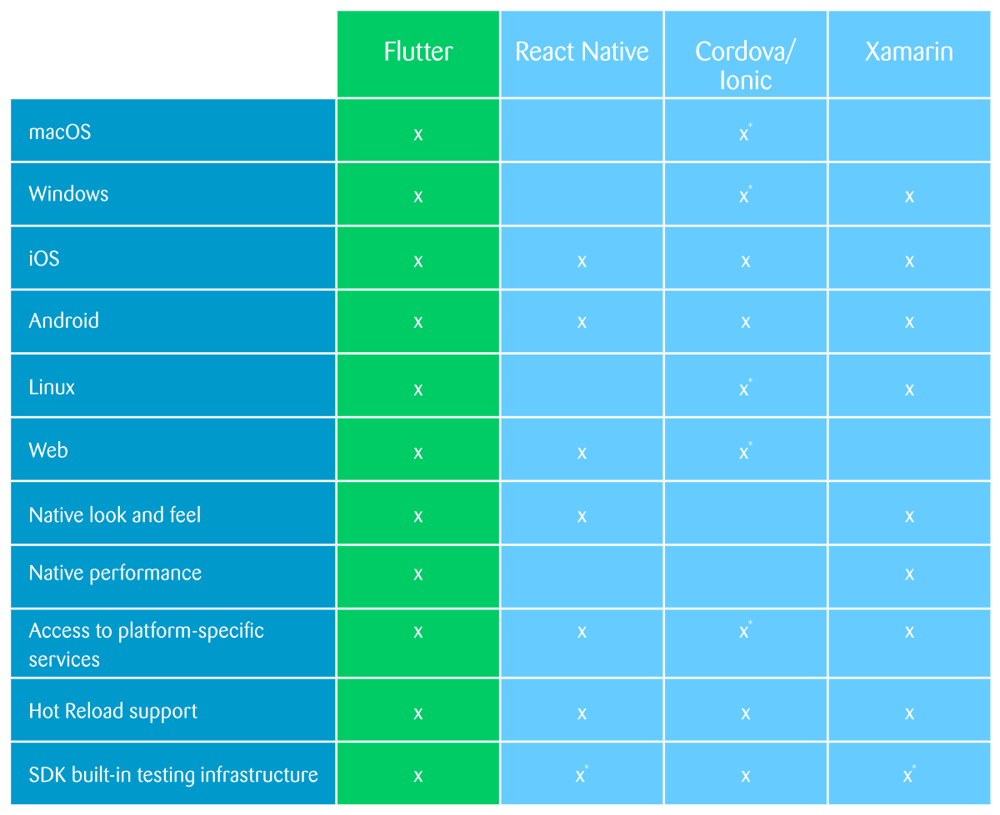 Flutter React Native Cordova/ Xamarin
Ionic
macOS x x*
Windows x x* x
iOS x x x x
Android x x x x
Linux x x* x
Web x x x*
Native look and feel x x x
Native performance x x
Access to platform-specific x x x* x
services
Hot Reload support x x x x
SDK built-in testing infrastructure x x* x x*